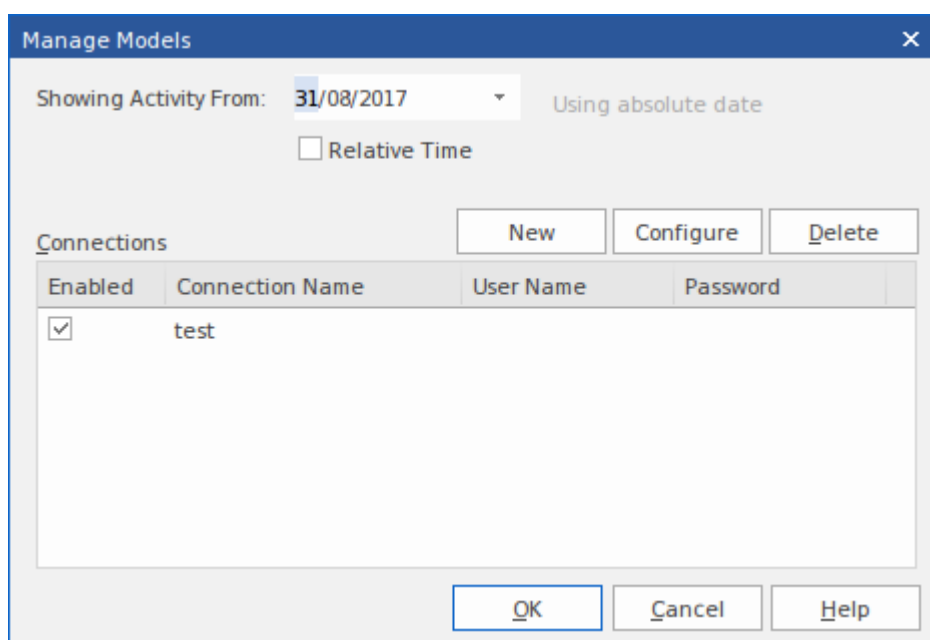 Manage Models
Showing Activity From: 31/08/2017 Using absolute date
Relative Time
Connections New Configure Delete
Enabled Connection Name User Name Password
test
OK Cancel Help